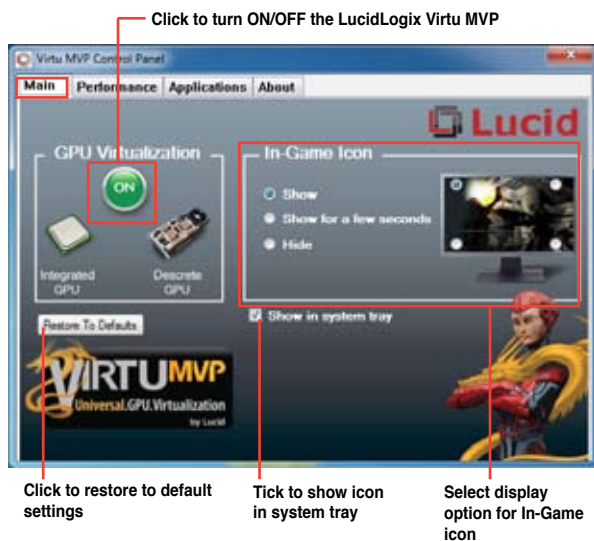 Click to turn ON/OFF the LucidLogix Virtu MVP
Virtu MVP Control Panel
Main Performance Applications About
Lucid
GPU Virtualization
In-Game Icon
ON
Show
Show for a few seconds
Hide
Integrated
GPU
Descrete
GPU
Restore To Defaults
Show in system tray
VIRTUMVP
Universal.GPU.Virtualization
by Lucid
Click to restore to default
settings
Tick to show icon
in system tray
Select display
option for In-Game
icon